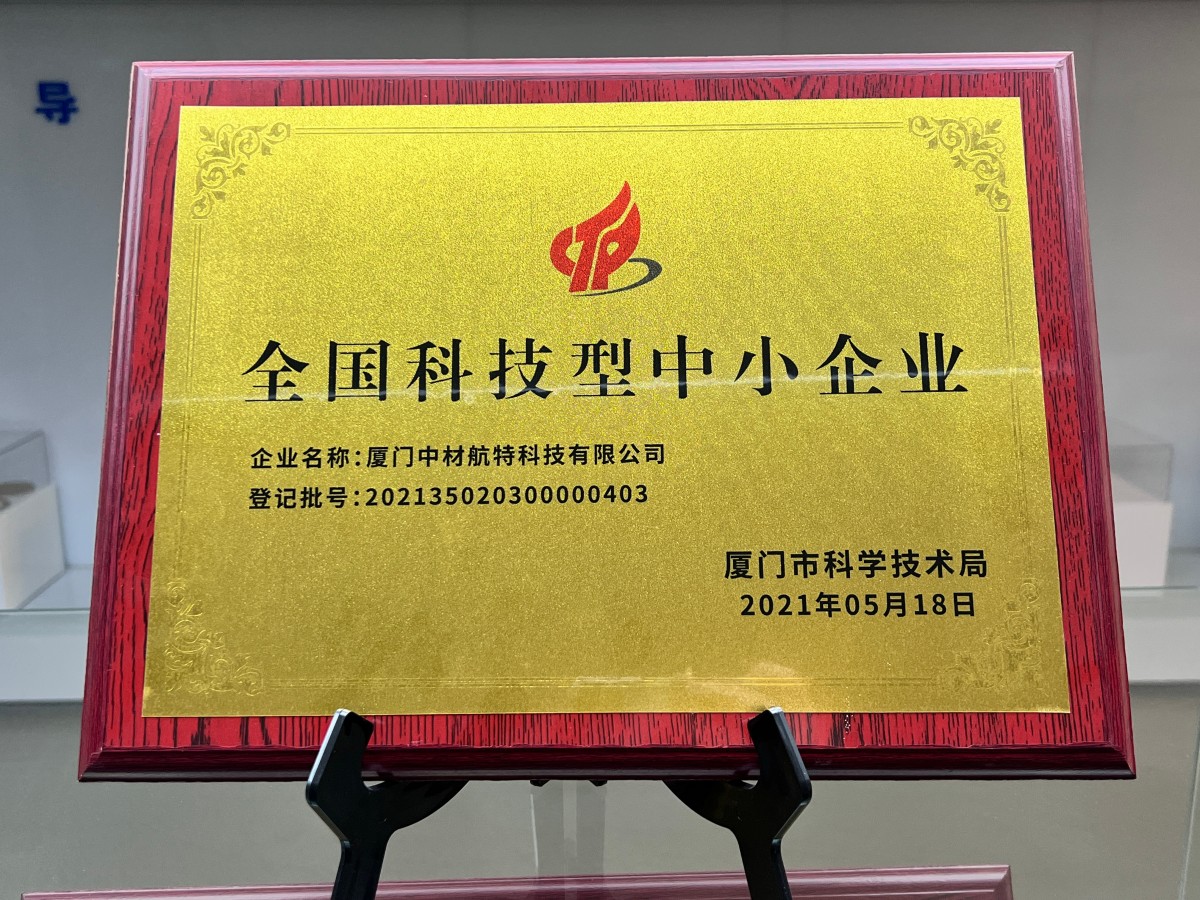 导
全国科技型中小企业
企业名称:厦门中材航特科技有限公司
登记批号:202135020300000403
厦门市科学技术局
2021年05月18日